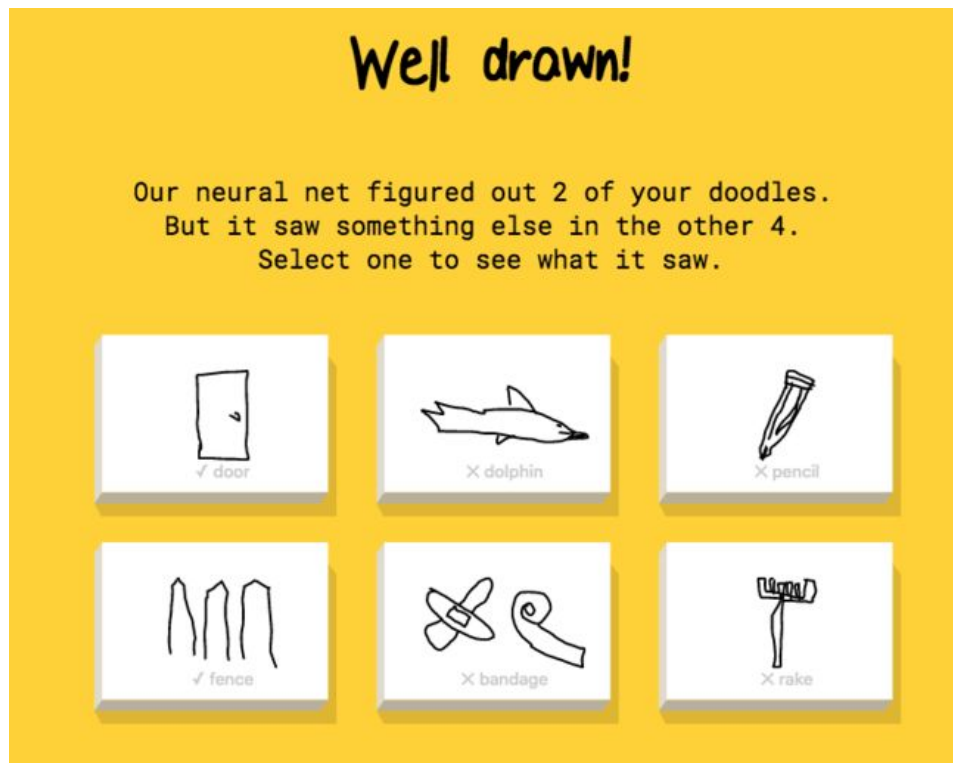 Well drawn!
Our neural net figured out 2 of your doodles.
But it saw something else in the other 4.
Select one to see what it saw.
✓ door
✕ dolphin
✕ pencil
✓ fence
✕ bandage
✕ rake